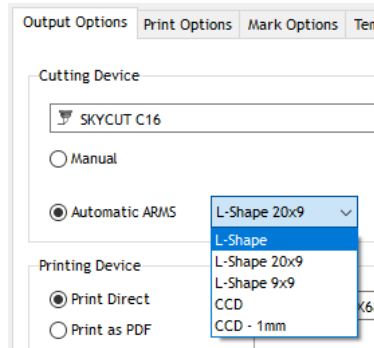 Output Options Print Options Mark Options
Cutting Device
SKYCUT C16
Manual
Automatic ARMS L-Shape 20x9
L-Shape
L-Shape 20x9
L-Shape 9x9
CCD
CCD - 1mm
Printing Device
Print Direct
Print as PDF